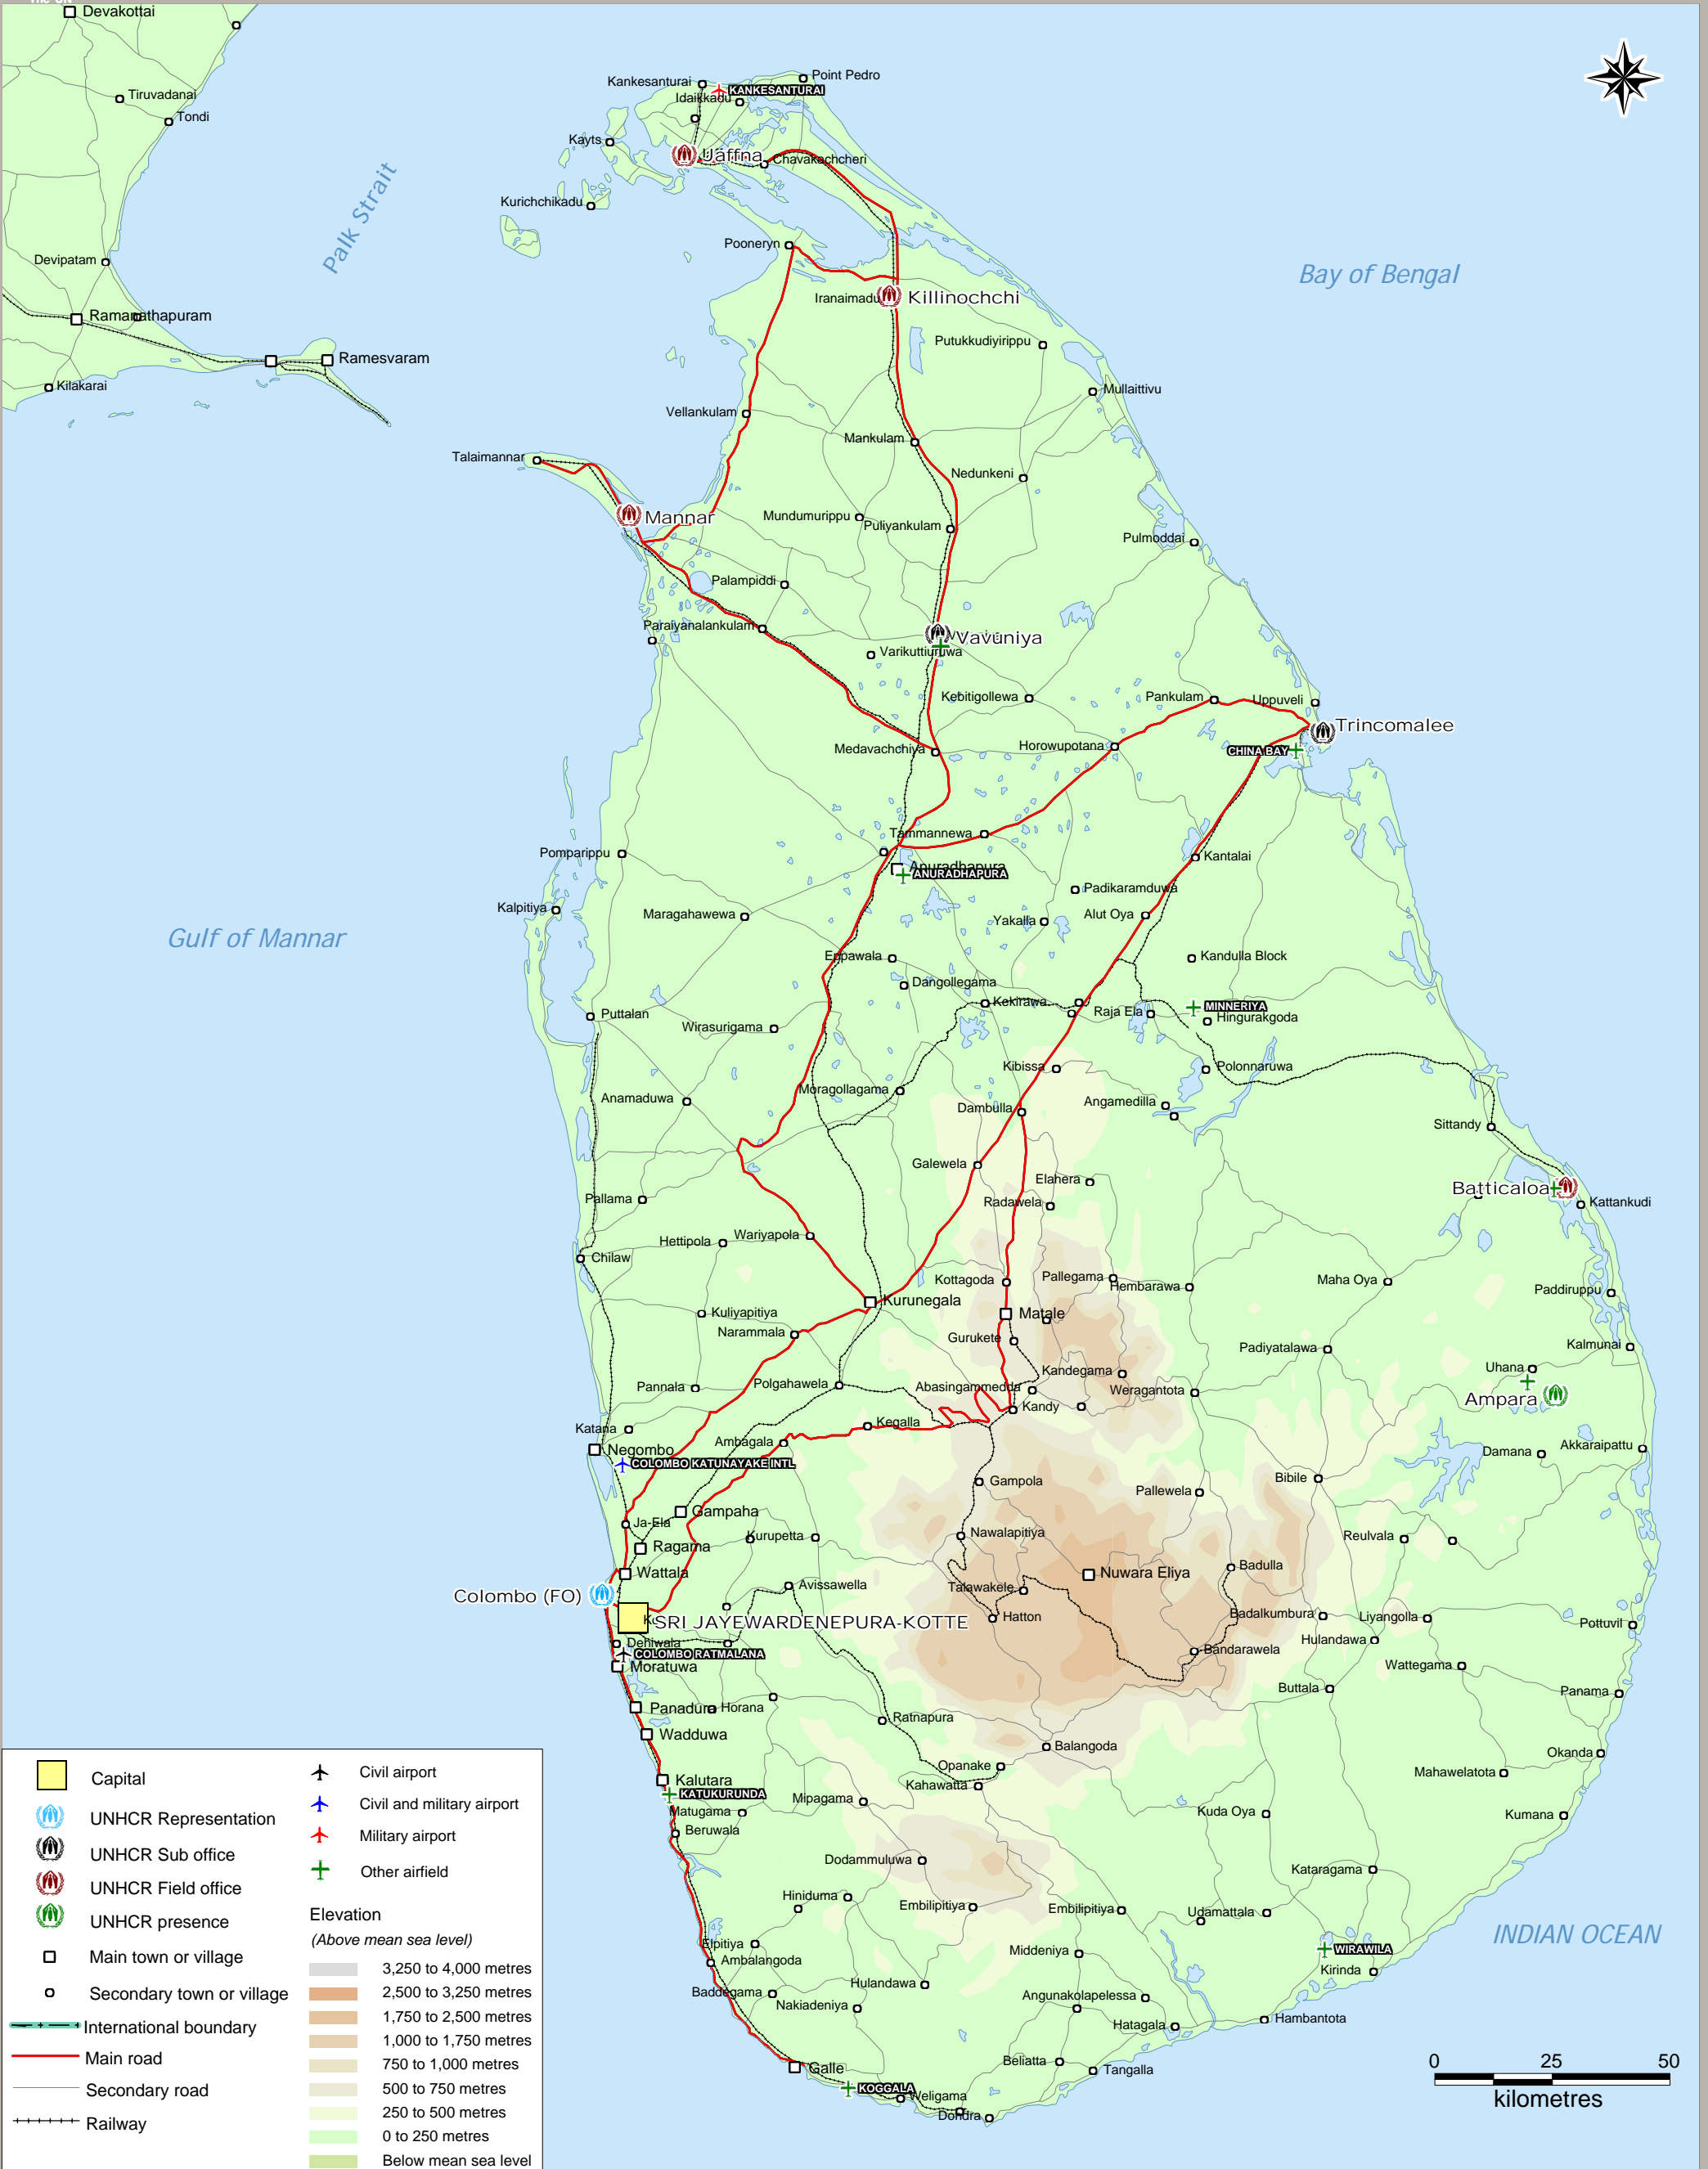 Devakottai
Tiruvadanai
Tondi
Devipatam
Ramanathapuram
Ramesvaram
Kilakarai
Palk Strait
Bay of Bengal
Gulf of Mannar
INDIAN OCEAN
Kankesanturai
KANKESANTURAI
Point Pedro
Idaikkadu
Kayts
Jaffna
Chavakachcheri
Kurichchikadu
Pooneryn
Iranaimadu
Killinochchi
Putukkudiyirippu
Mullaittivu
Vellankulam
Mankulam
Talaimannar
Nedunkeni
Mannar
Mundumurippu
Puliyankulam
Pulmoddai
Palampiddi
Paraiyanalankulam
Vavuniya
Varikuttiuruwa
Kebitigollewa
Pankulam
Uppuveli
Trincomalee
Medavachchiya
Horowupotana
CHINA BAY
Tammannewa
Pomparippu
Kantalai
Anuradhapura
ANURADHAPURA
Padikaramduwa
Kalpitiya
Maragahawewa
Yakalla
Alut Oya
Eppawala
Kandulla Block
Dangollegama
Kekirawa
Puttalan
Raja Ela
MINNERIYA
Hingurakgoda
Wirasurigama
Kibissa
Polonnaruwa
Moragollagama
Anamaduwa
Dambulla
Angamedilla
Sittandy
Galewela
Elahera
Batticaloa
Kattankudi
Pallama
Radawela
Hettipola
Wariyapola
Chilaw
Kottagoda
Pallegama
Hembarawa
Maha Oya
Paddiruppu
Kuliyapitiya
Kurunegala
Matale
Narammala
Gurukete
Padiyatalawa
Kalmunai
Uhana
Kandegama
Pannala
Polgahawela
Abasingammedda
Weragantota
Ampara
Kandy
Katana
Kegalla
Negombo
Ambagala
COLOMBO KATUNAYAKE INTL
Damana
Akkaraipattu
Gampola
Bibile
Pallewela
Gampaha
Ja-Ela
Kurupetta
Nawalapitiya
Reulvala
Ragama
Wattala
Nuwara Eliya
Badulla
Avissawella
Talawakele
Colombo (FO)
SRI JAYEWARDENEPURA-KOTTE
Hatton
Badalkumbura
Liyangolla
Pottuvil
Dehiwala
Hulandawa
COLOMBO RATMALANA
Bandarawela
Moratuwa
Wattegama
Buttala
Panama
Panadura
Horana
Ratnapura
Wadduwa
Balangoda
Okanda
Opanake
Mahawelatota
Kalutara
Kahawatta
KATUKURUNDA
Mipagama
Matugama
Kuda Oya
Kumana
Beruwala
Dodammuluwa
Kataragama
Hiniduma
Embilipitiya
Embilipitiya
Udamattala
Elpitiya
Middeniya
WIRAWILA
Ambalangoda
Kirinda
Hulandawa
Baddegama
Angunakolapelessa
Nakiadeniya
Hatagala
Hambantota
Galle
Beliatta
Tangalla
KOGGALA
Weligama
Dondra
Capital
UNHCR Representation
UNHCR Sub office
UNHCR Field office
UNHCR presence
Main town or village
Secondary town or village
International boundary
Main road
Secondary road
Railway
Civil airport
Civil and military airport
Military airport
Other airfield
Elevation
(Above mean sea level)
3,250 to 4,000 metres
2,500 to 3,250 metres
1,750 to 2,500 metres
1,000 to 1,750 metres
750 to 1,000 metres
500 to 750 metres
250 to 500 metres
0 to 250 metres
Below mean sea level
0 25 50
kilometres